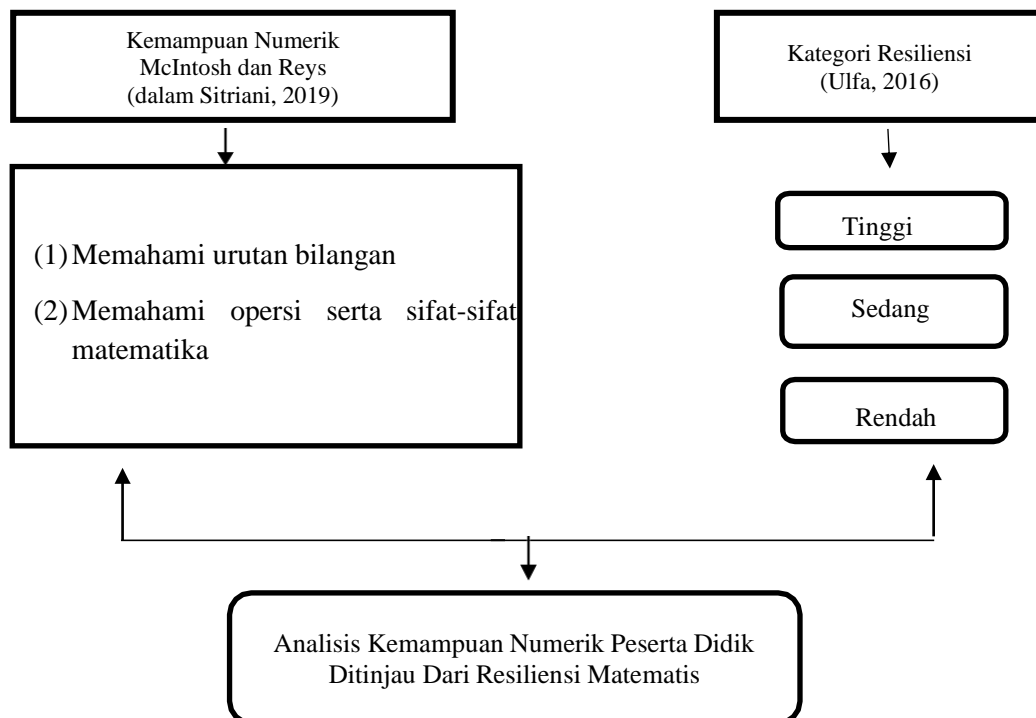 Kemampuan Numerik
McIntosh dan Reys
(dalam Sitriani, 2019)
Kategori Resiliensi
(Ulfa, 2016)
(1) Memahami urutan bilangan
(2) Memahami opersi serta sifat-sifat
matematika
Tinggi
Sedang
Rendah
Analisis Kemampuan Numerik Peserta Didik
Ditinjau Dari Resiliensi Matematis